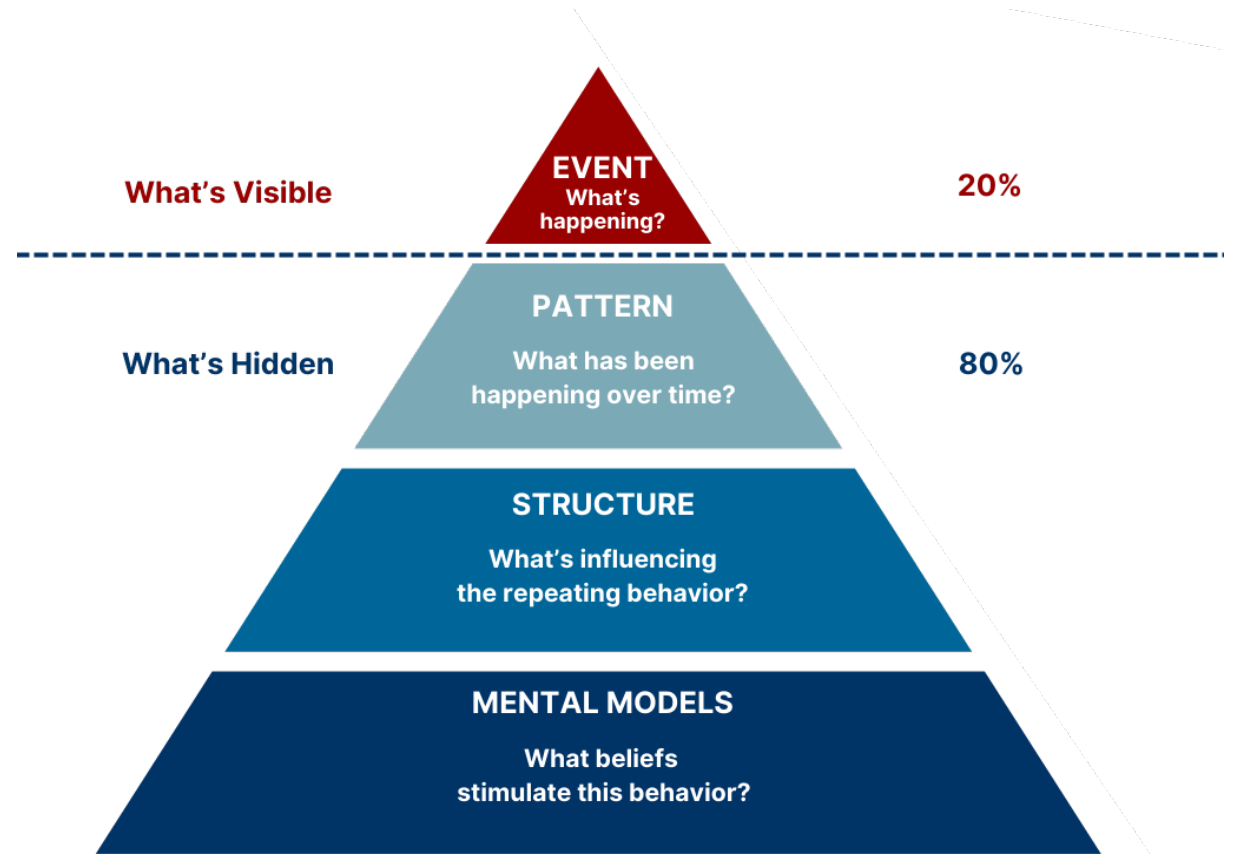 EVENT
What’s
happening?
What’s Visible
20%
PATTERN
What has been
happening over time?
What’s Hidden
80%
STRUCTURE
What’s influencing
the repeating behavior?
MENTAL MODELS
What beliefs
stimulate this behavior?